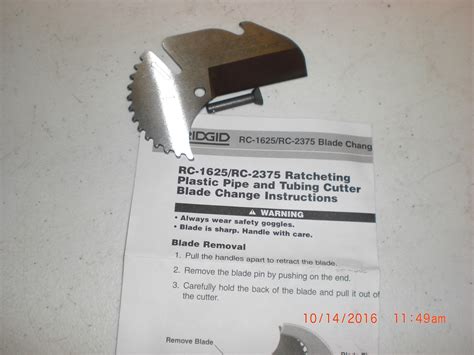 RIDGID
RC-1625/RC-2375 Blade Chang
RC-1625/RC-2375 Ratcheting
Plastic Pipe and Tubing Cutter
Blade Change Instructions
WARNING
• Always wear safety goggles.
• Blade is sharp. Handle with care.
Blade Removal
1. Pull the handles apart to retract the blade.
2. Remove the blade pin by pushing on the end.
3. Carefully hold the back of the blade and pull it out of
the cutter.
10/14/2016 11:49am
Remove Blade